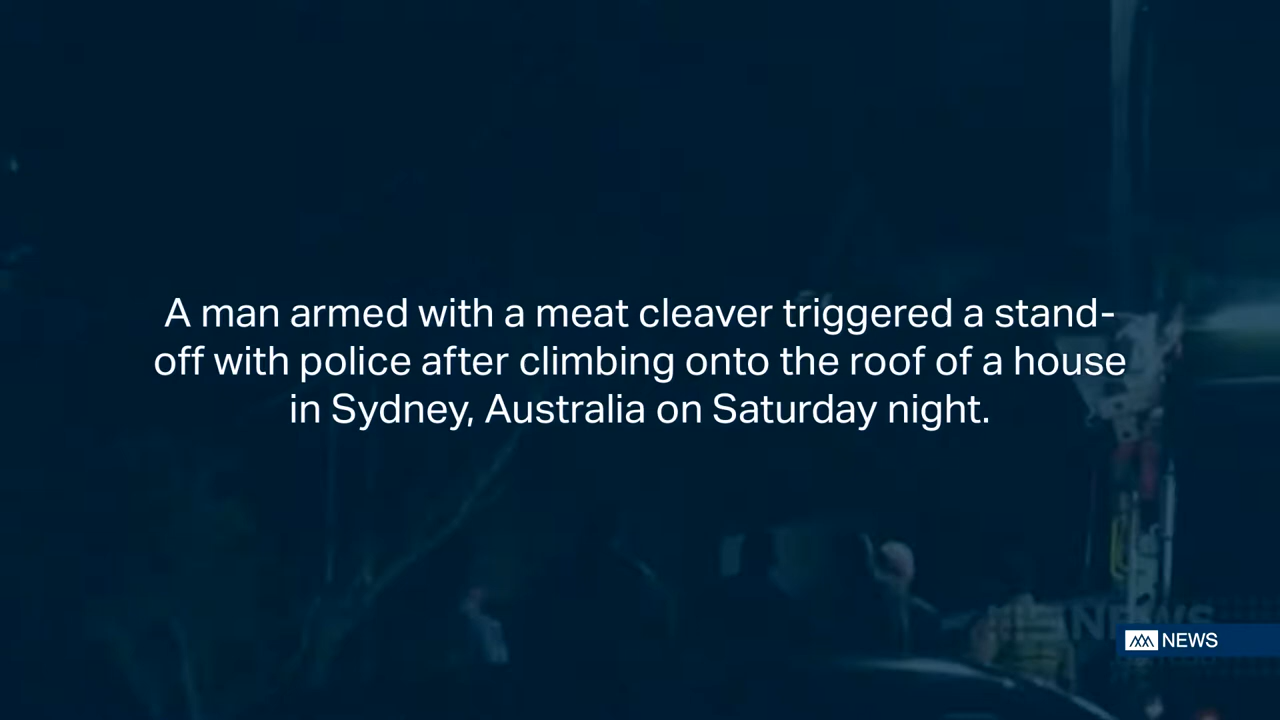 A man armed with a meat cleaver triggered a stand-
off with police after climbing onto the roof of a house
in Sydney, Australia on Saturday night.
NEWS
NEWS